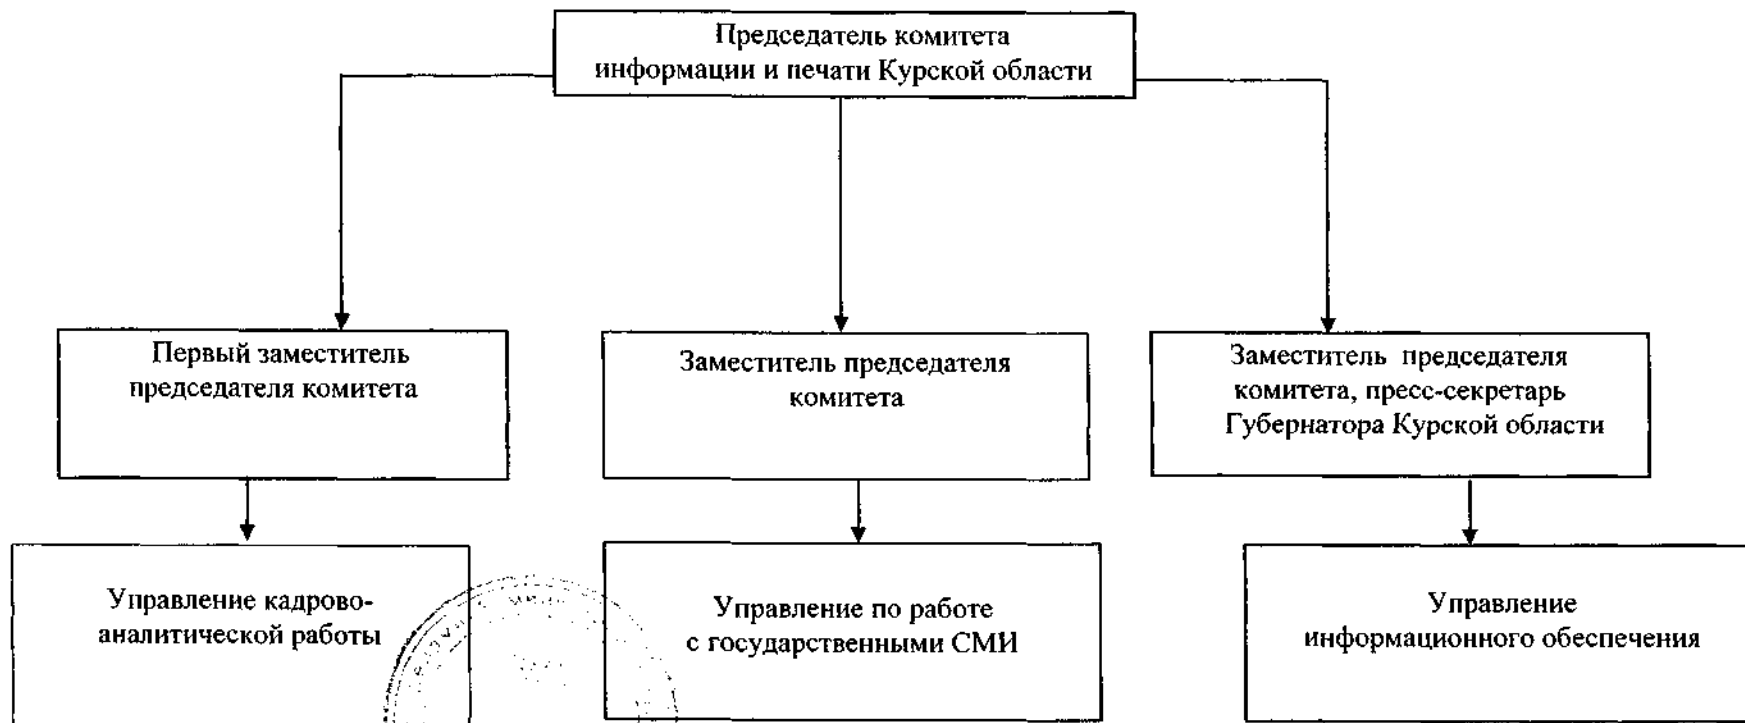 Председатель комитета
информации и печати Курской области
Первый заместитель
председателя комитета
Заместитель председателя
комитета
Заместитель председателя
комитета, пресс-секретарь
Губернатора Курской области
Управление кадрово-
аналитической работы
Управление по работе
с государственными СМИ
Управление
информационного обеспечения